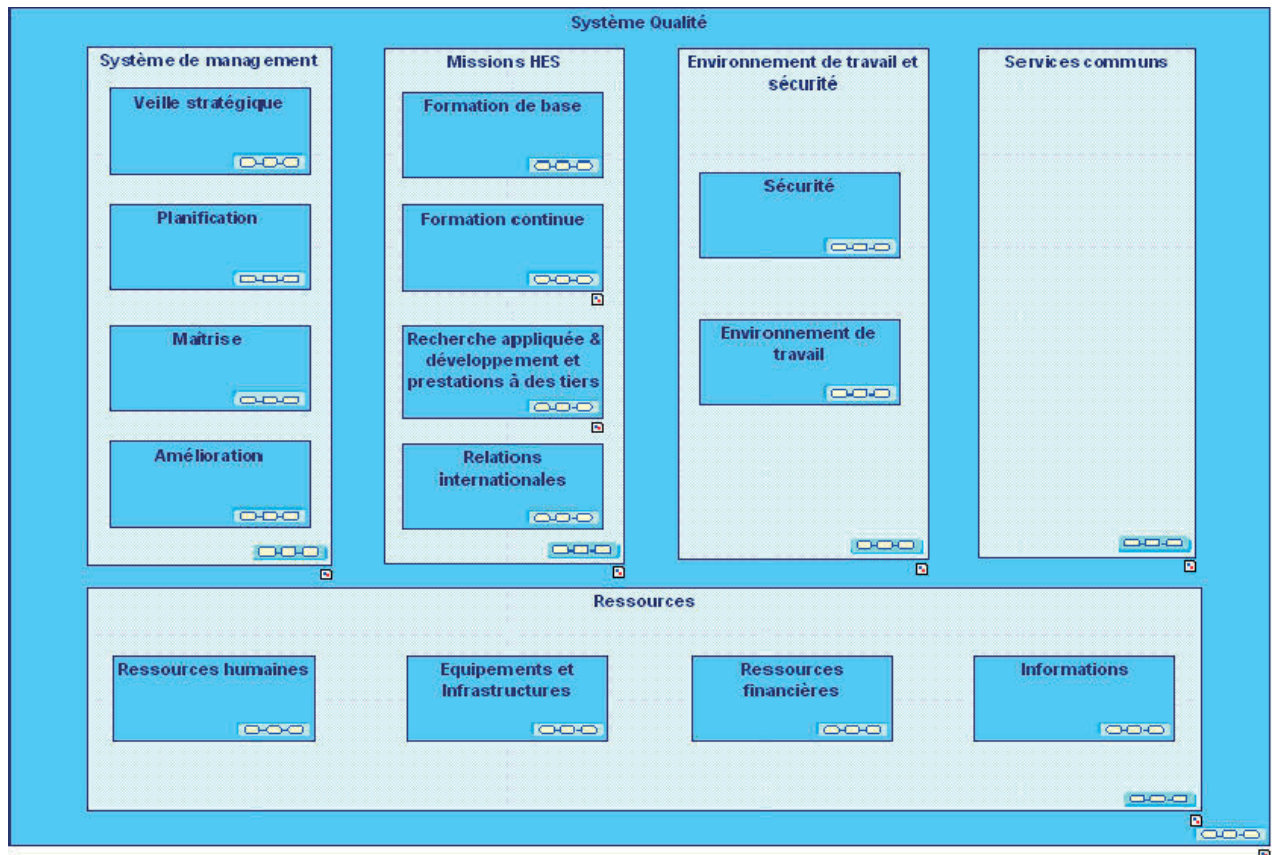 Système Qualité
Système de management
Veille stratégique
Planification
Maîtrise
Amélioration
Missions HES
Formation de base
Formation continue
Recherche appliquée &
développement et
prestations à des tiers
Relations
internationales
Environnement de travail et
sécurité
Sécurité
Environnement de
travail
Services communs
Ressources
Ressources humaines
Equipements et
Infrastructures
Ressources
financières
Informations